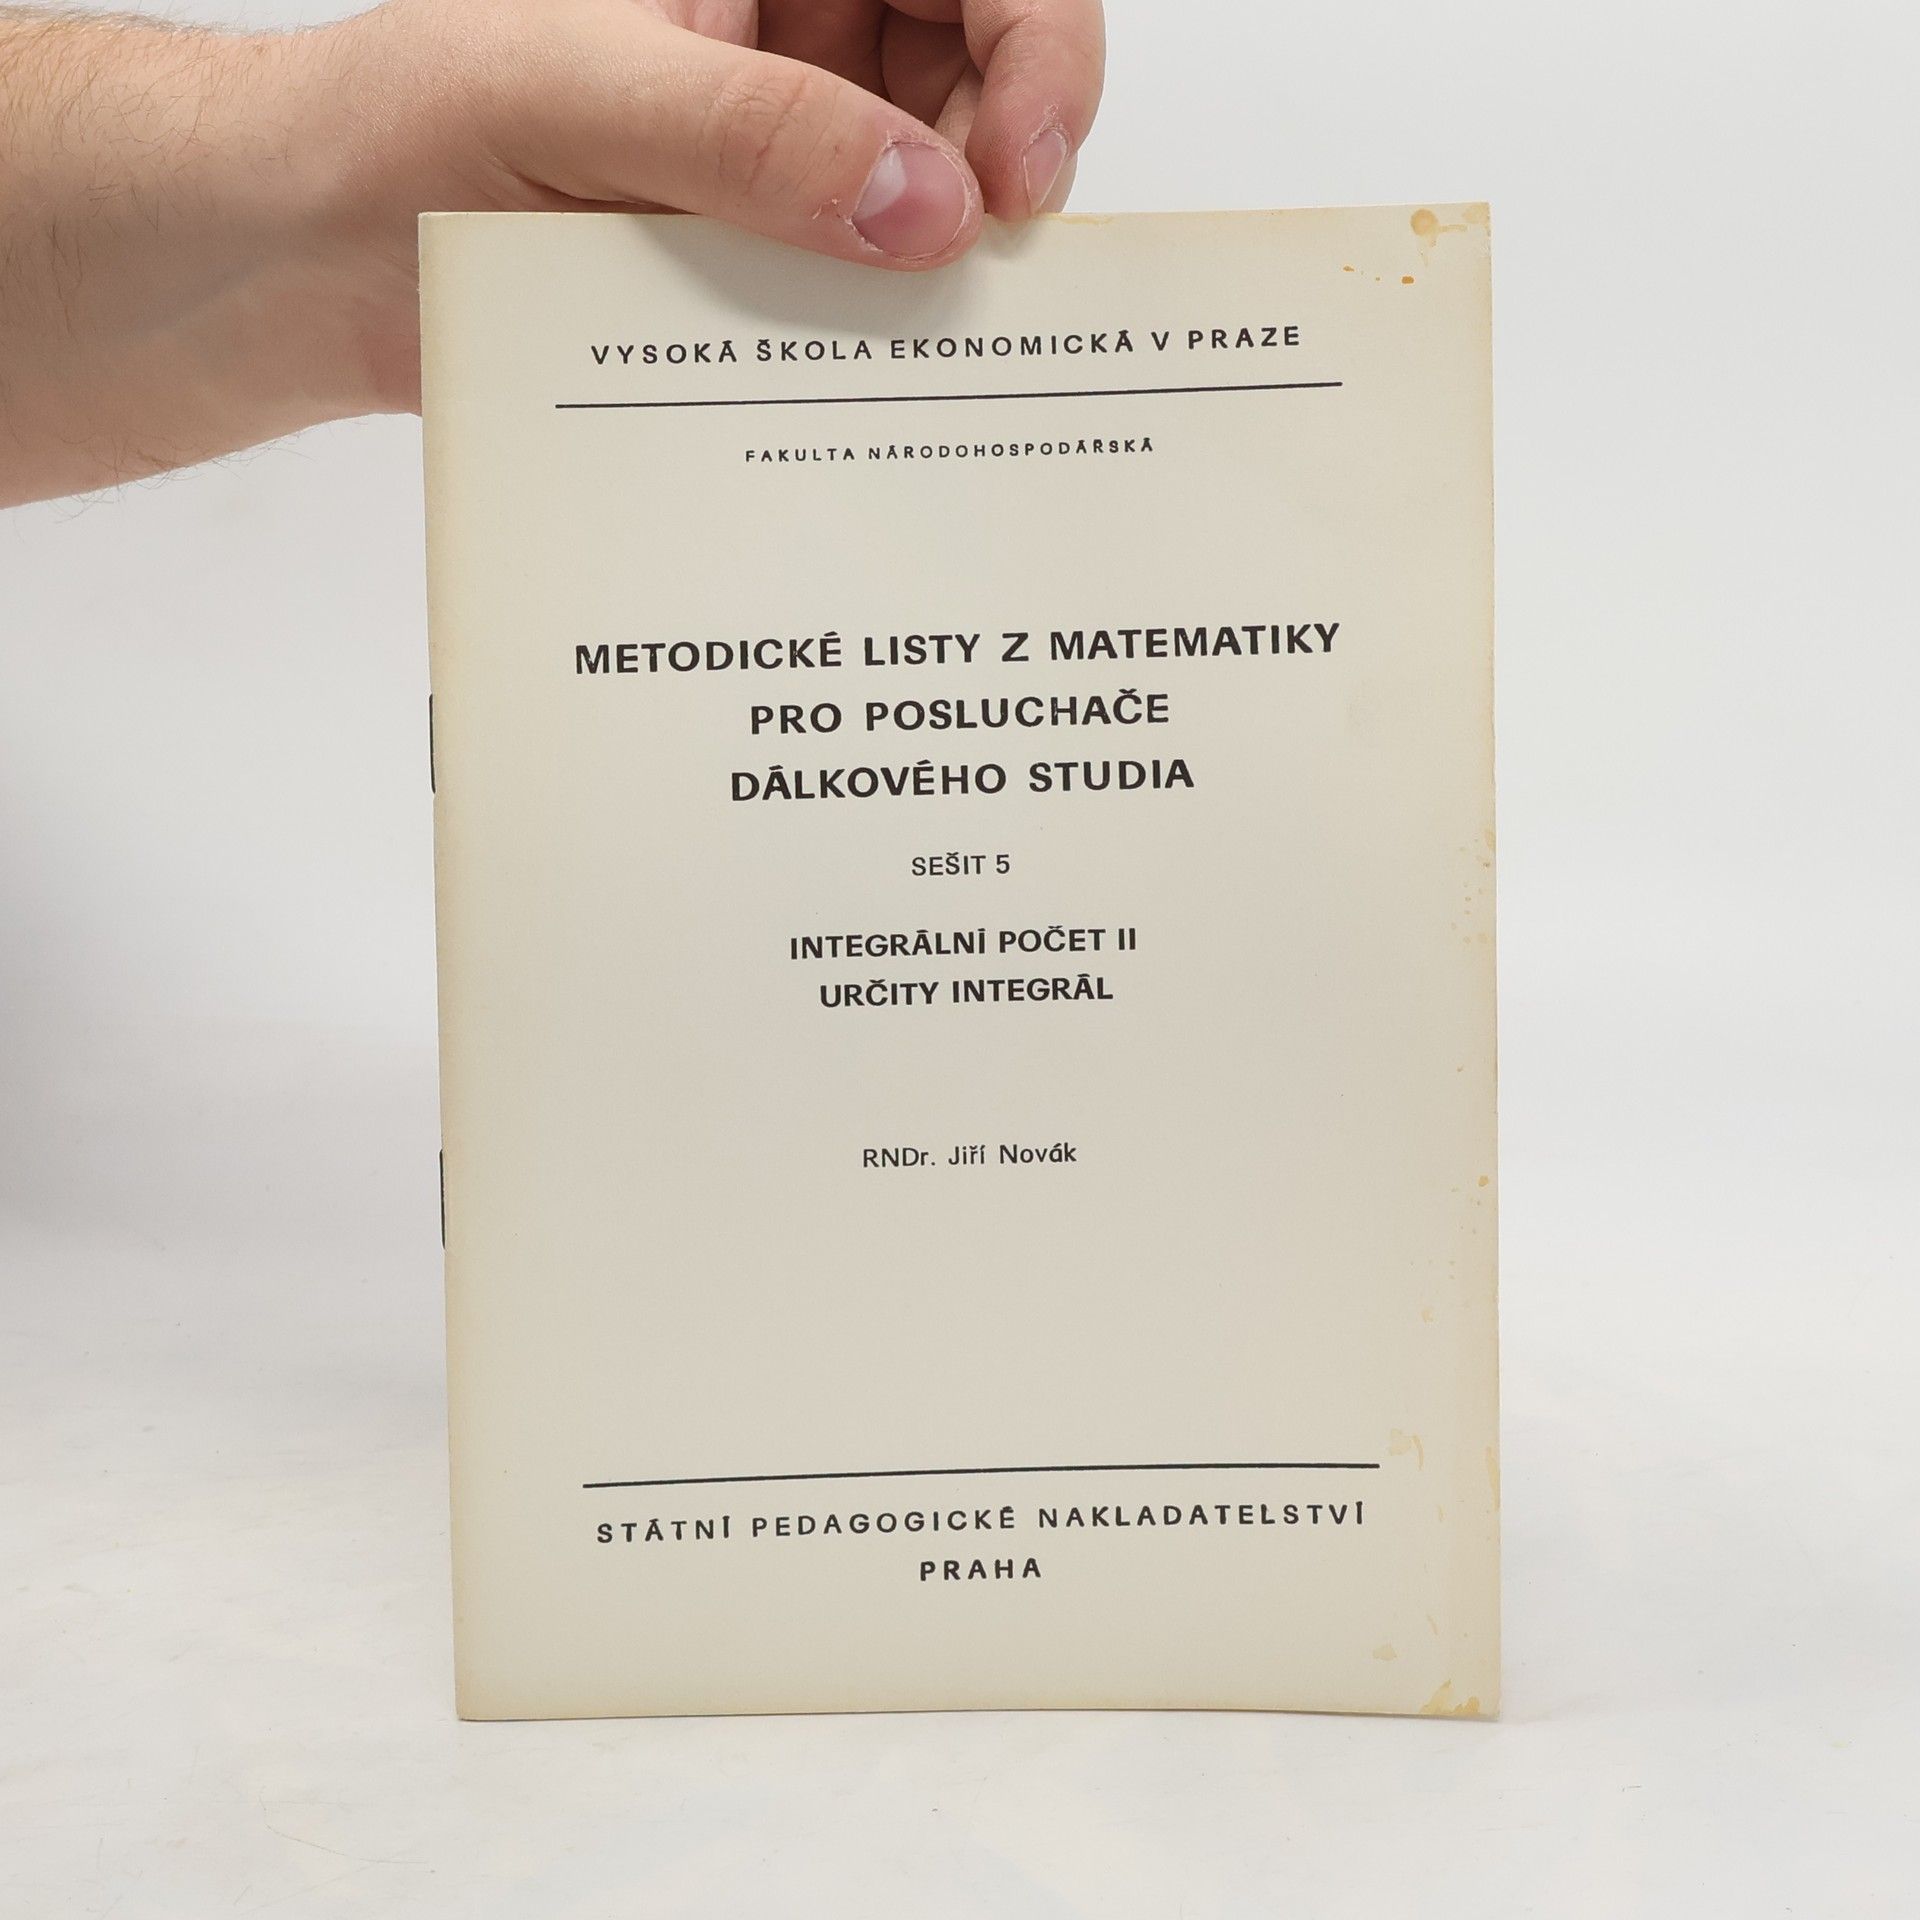 VYSOKÁ ŠKOLA EKONOMICKÁ V PRAZE
FAKULTA NÁRODOHOSPODÁŘSKÁ
METODICKÉ LISTY Z MATEMATIKY
PRO POSLUCHAČE
DÁLKOVÉHO STUDIA
SEŠIT 5
INTEGRÁLNÍ POČET II
URČITY INTEGRÁL
RNDr. Jiří Novák
STÁTNÍ PEDAGOGICKÉ NAKLADATELSTVÍ
PRAHA